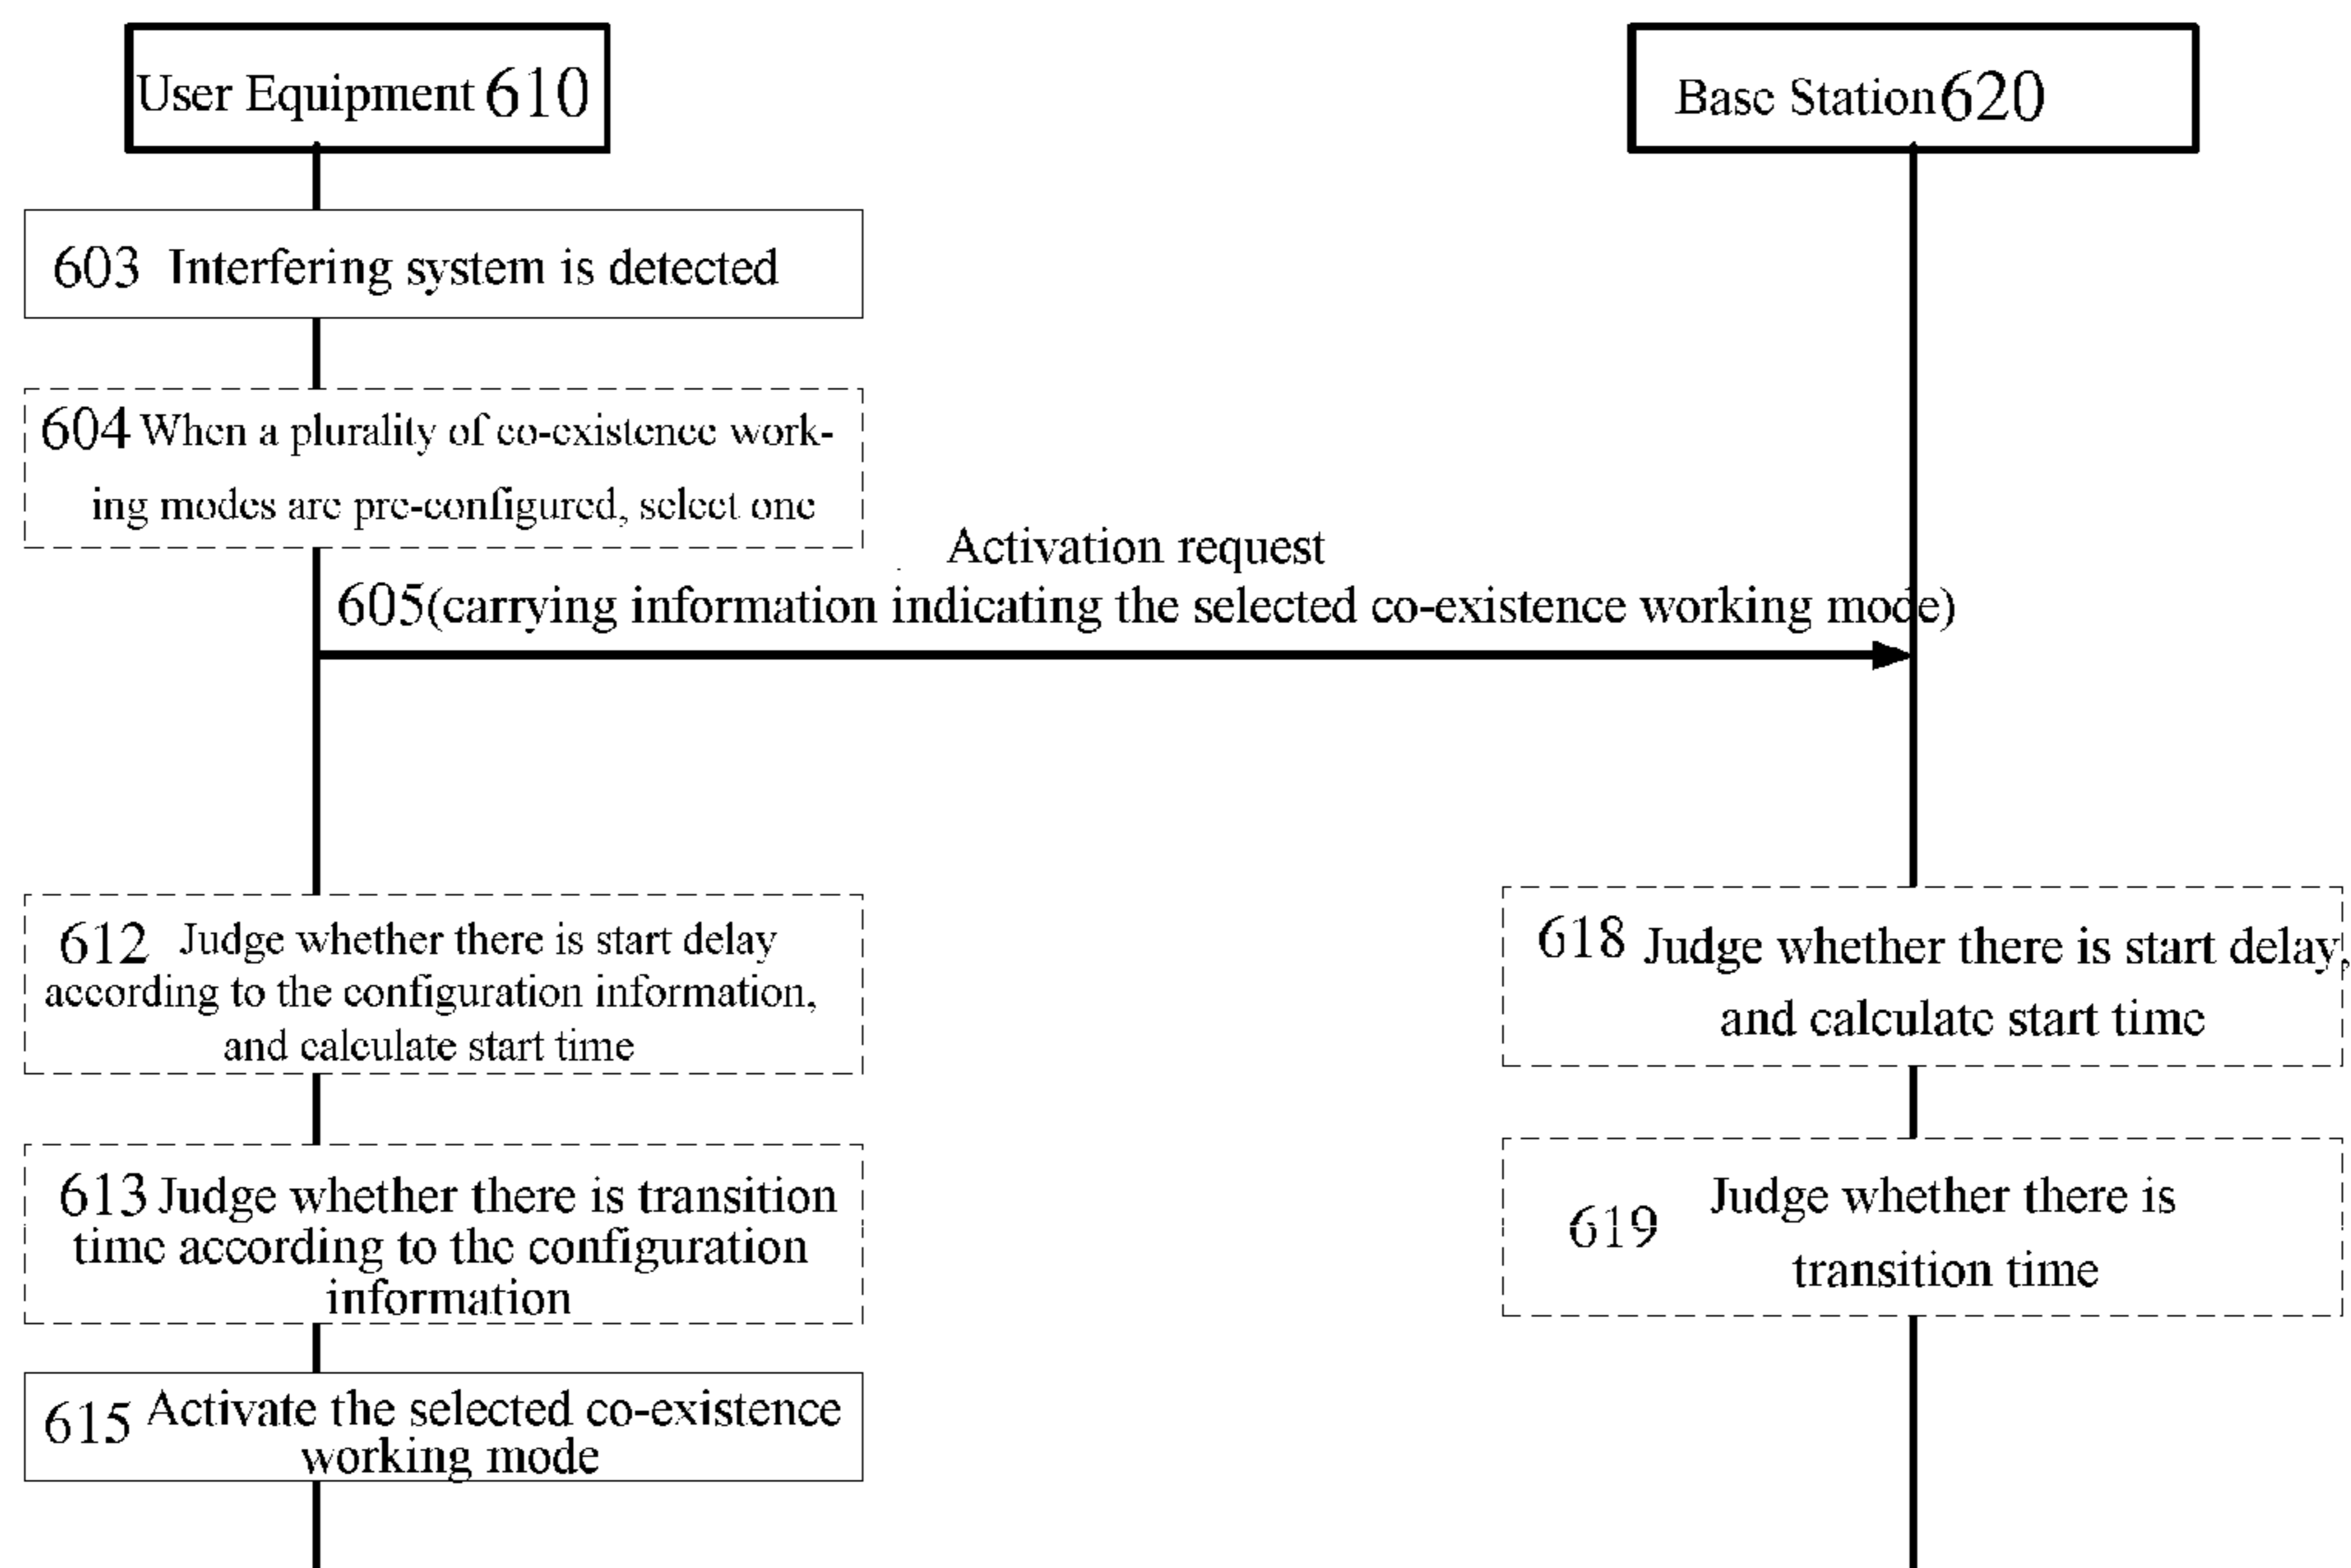 User Equipment 610
Base Station 620
603 Interfering system is detected
604 When a plurality of co-existence work-
ing modes are pre-configured, select one
Activation request
605(carrying information indicating the selected co-existence working mode)
612 Judge whether there is start delay
according to the configuration information,
and calculate start time
618 Judge whether there is start delay,
and calculate start time
613 Judge whether there is transition
time according to the configuration
information
619 Judge whether there is
transition time
615 Activate the selected co-existence
working mode